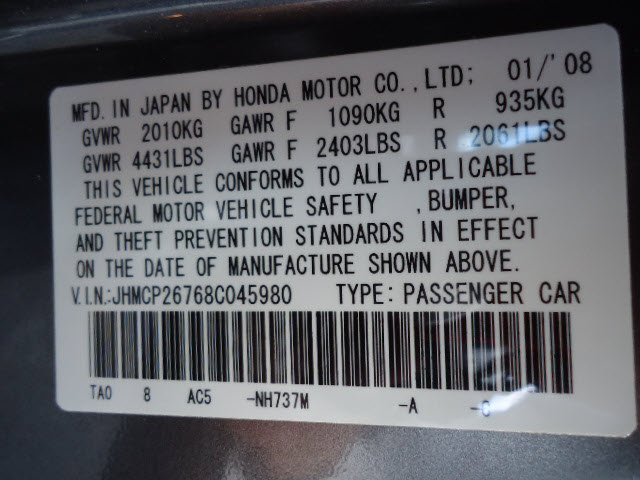 MFD. IN JAPAN BY HONDA MOTOR CO., LTD; 01/'08
GVWR 2010KG GAWR F 1090KG R 935KG
GVWR 4431LBS GAWR F 2403LBS R 2061LBS
THIS VEHICLE CONFORMS TO ALL APPLICABLE
FEDERAL MOTOR VEHICLE SAFETY , BUMPER,
AND THEFT PREVENTION STANDARDS IN EFFECT
ON THE DATE OF MANUFACTURE SHOWN ABOVE.
V.I.N.:JHMCP26768C045980 TYPE: PASSENGER CAR
TA0 8 AC5 -NH737M -A -C